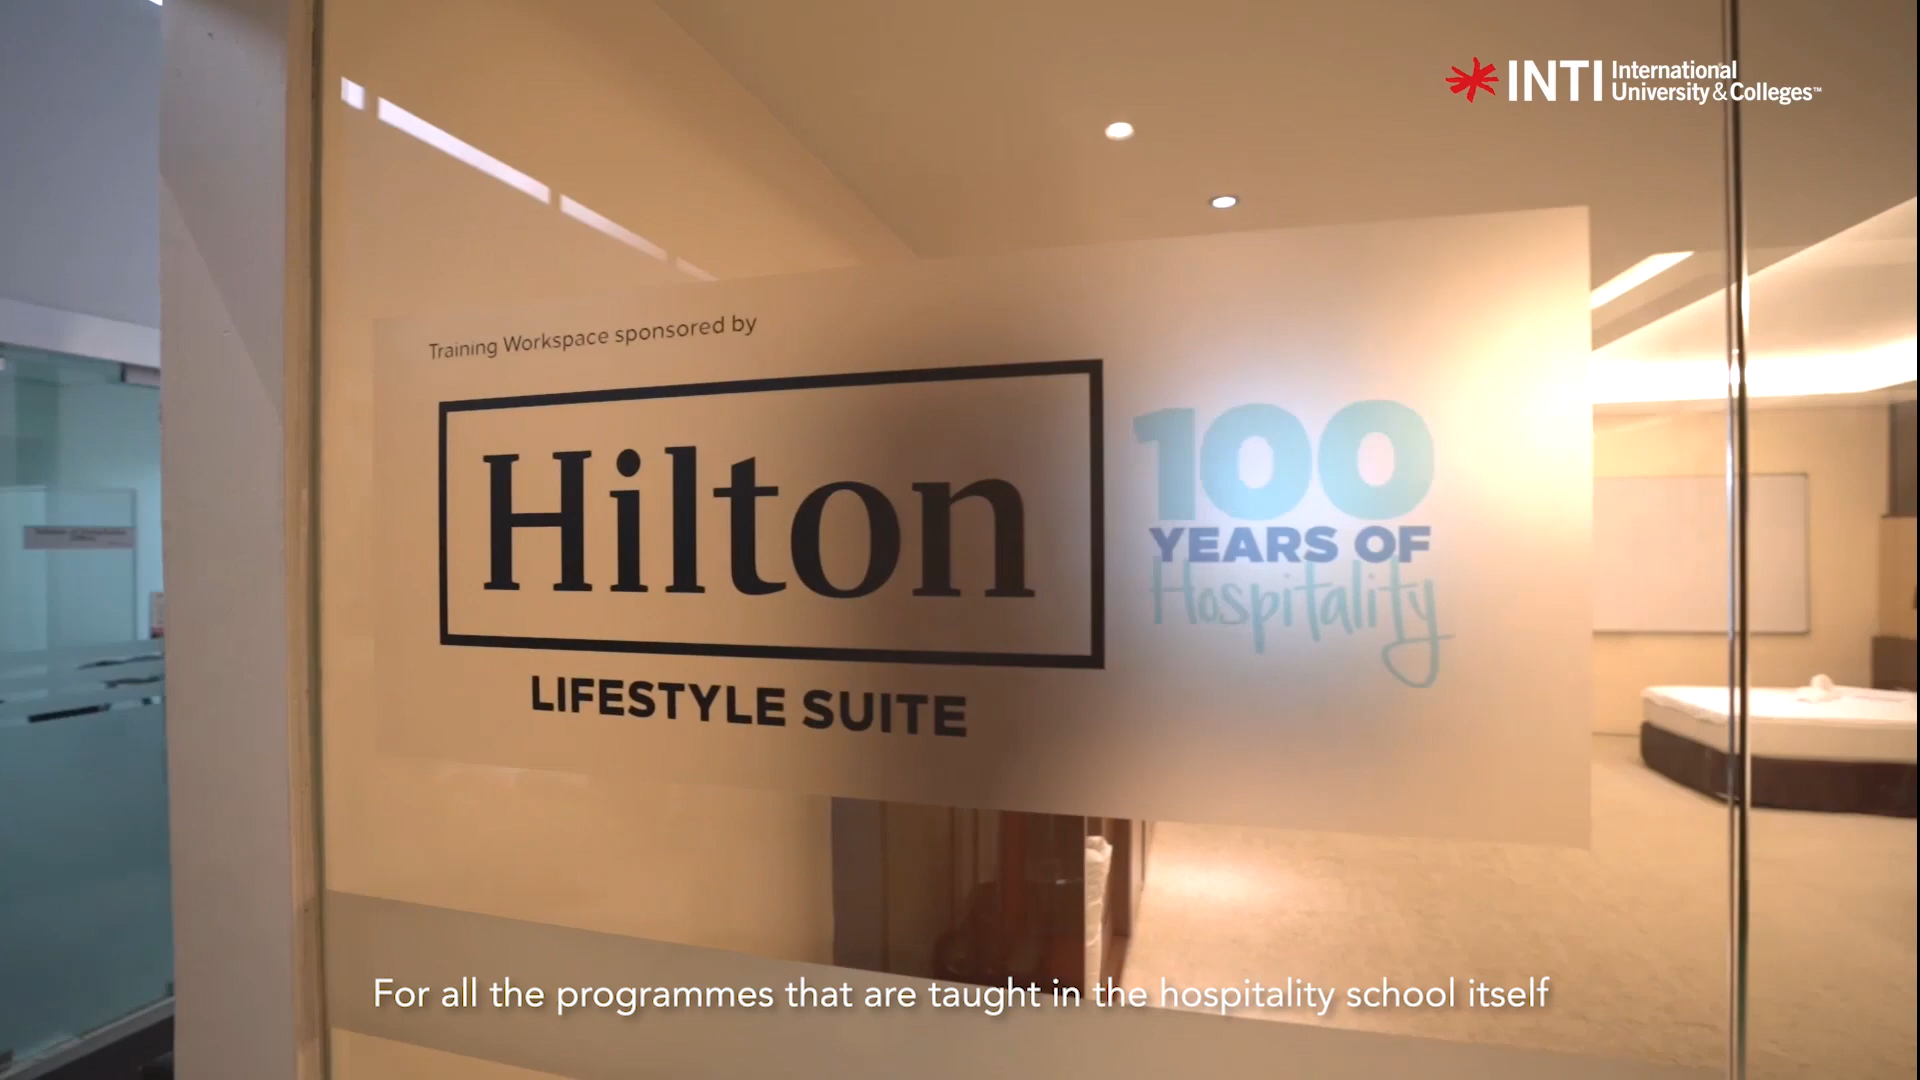 INTI International
University & Colleges™
Training Workspace sponsored by
Hilton
LIFESTYLE SUITE
100
YEARS OF
Hospitality
For all the programmes that are taught in the hospitality school itself